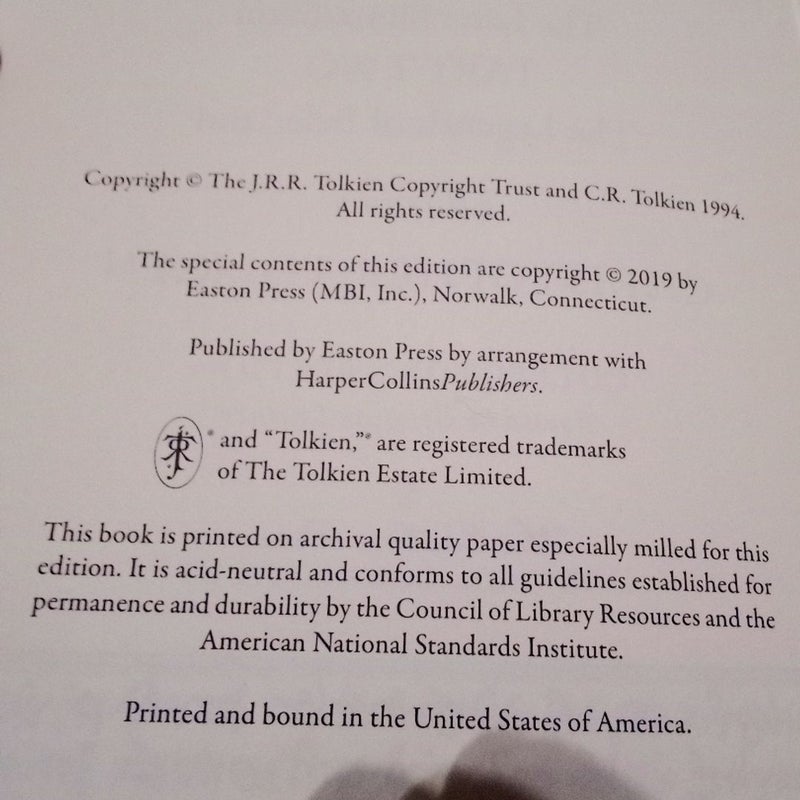 Copyright © The J.R.R. Tolkien Copyright Trust and C.R. Tolkien 1994.
All rights reserved.
The special contents of this edition are copyright © 2019 by
Easton Press (MBI, Inc.), Norwalk, Connecticut.
Published by Easton Press by arrangement with
HarperCollinsPublishers.
® and “Tolkien,”® are registered trademarks
of The Tolkien Estate Limited.
This book is printed on archival quality paper especially milled for this
edition. It is acid-neutral and conforms to all guidelines established for
permanence and durability by the Council of Library Resources and the
American National Standards Institute.
Printed and bound in the United States of America.